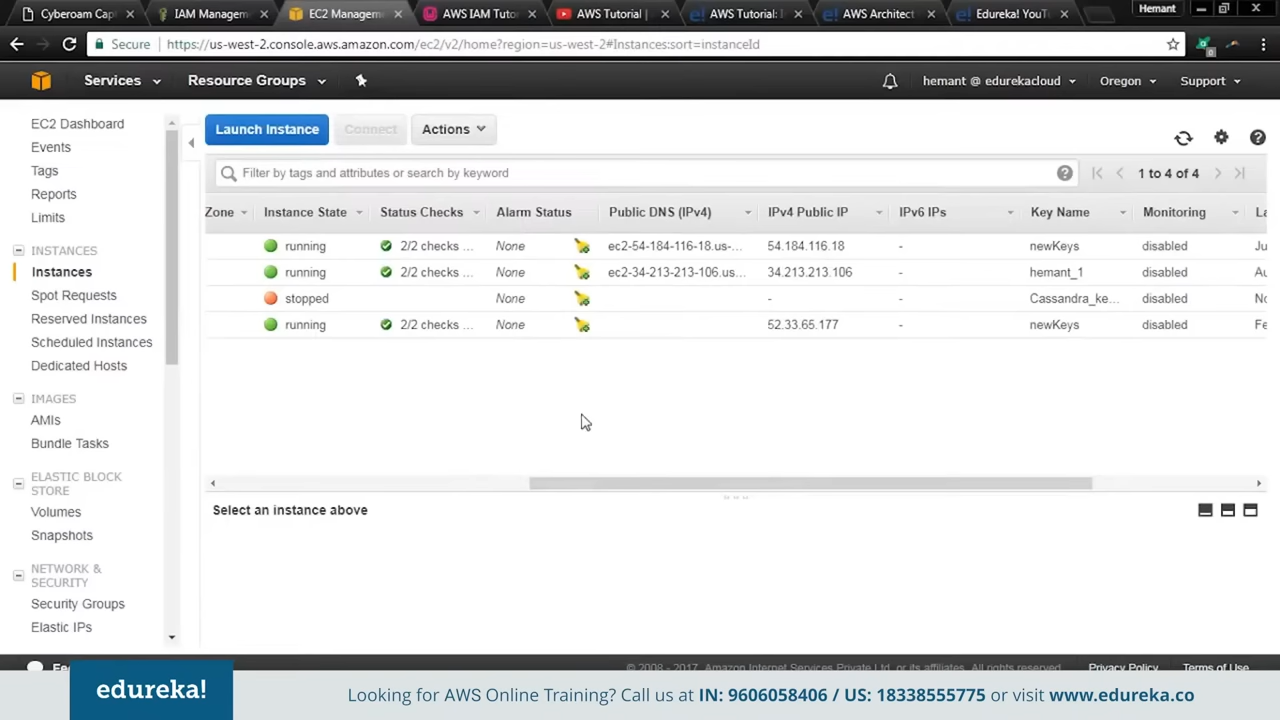 Cyberoam Capt
IAM Managem
EC2 Managem
AWS IAM Tutor
AWS Tutorial |
AWS Tutorial: I
AWS Architect
Edureka! YouT
Hemant
Secure https://us-west-2.console.aws.amazon.com/ec2/v2/home?region=us-west-2#Instances:sort=instanceId
Services Resource Groups hemant @ edurekacloud Oregon Support
EC2 Dashboard
Events
Tags
Reports
Limits
INSTANCES
Instances
Spot Requests
Reserved Instances
Scheduled Instances
Dedicated Hosts
IMAGES
AMIs
Bundle Tasks
ELASTIC BLOCK
STORE
Volumes
Snapshots
NETWORK &
SECURITY
Security Groups
Elastic IPs
Launch Instance Connect Actions
Filter by tags and attributes or search by keyword
1 to 4 of 4
Zone Instance State Status Checks Alarm Status Public DNS (IPv4) IPv4 Public IP IPv6 IPs Key Name Monitoring La
running 2/2 checks ... None ec2-54-184-116-18.us-... 54.184.116.18 - newKeys disabled Ju
running 2/2 checks ... None ec2-34-213-213-106.us... 34.213.213.106 - hemant_1 disabled Au
stopped None - - Cassandra_ke... disabled No
running 2/2 checks ... None 52.33.65.177 - newKeys disabled Fe
Select an instance above
Fee
© 2008 - 2017, Amazon Internet Services Private Ltd. or its affiliates. All rights reserved. Privacy Policy Terms of Use
edureka!
Looking for AWS Online Training? Call us at IN: 9606058406 / US: 18338555775 or visit www.edureka.co